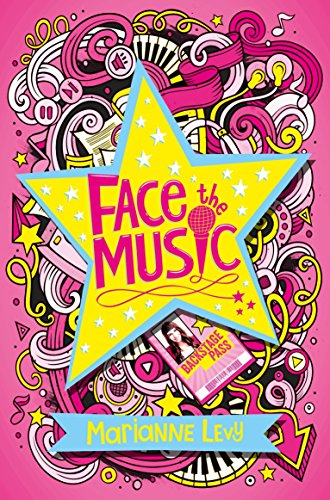 FACE the
MUSIC
BACKSTAGE
PASS
Marianne Levy